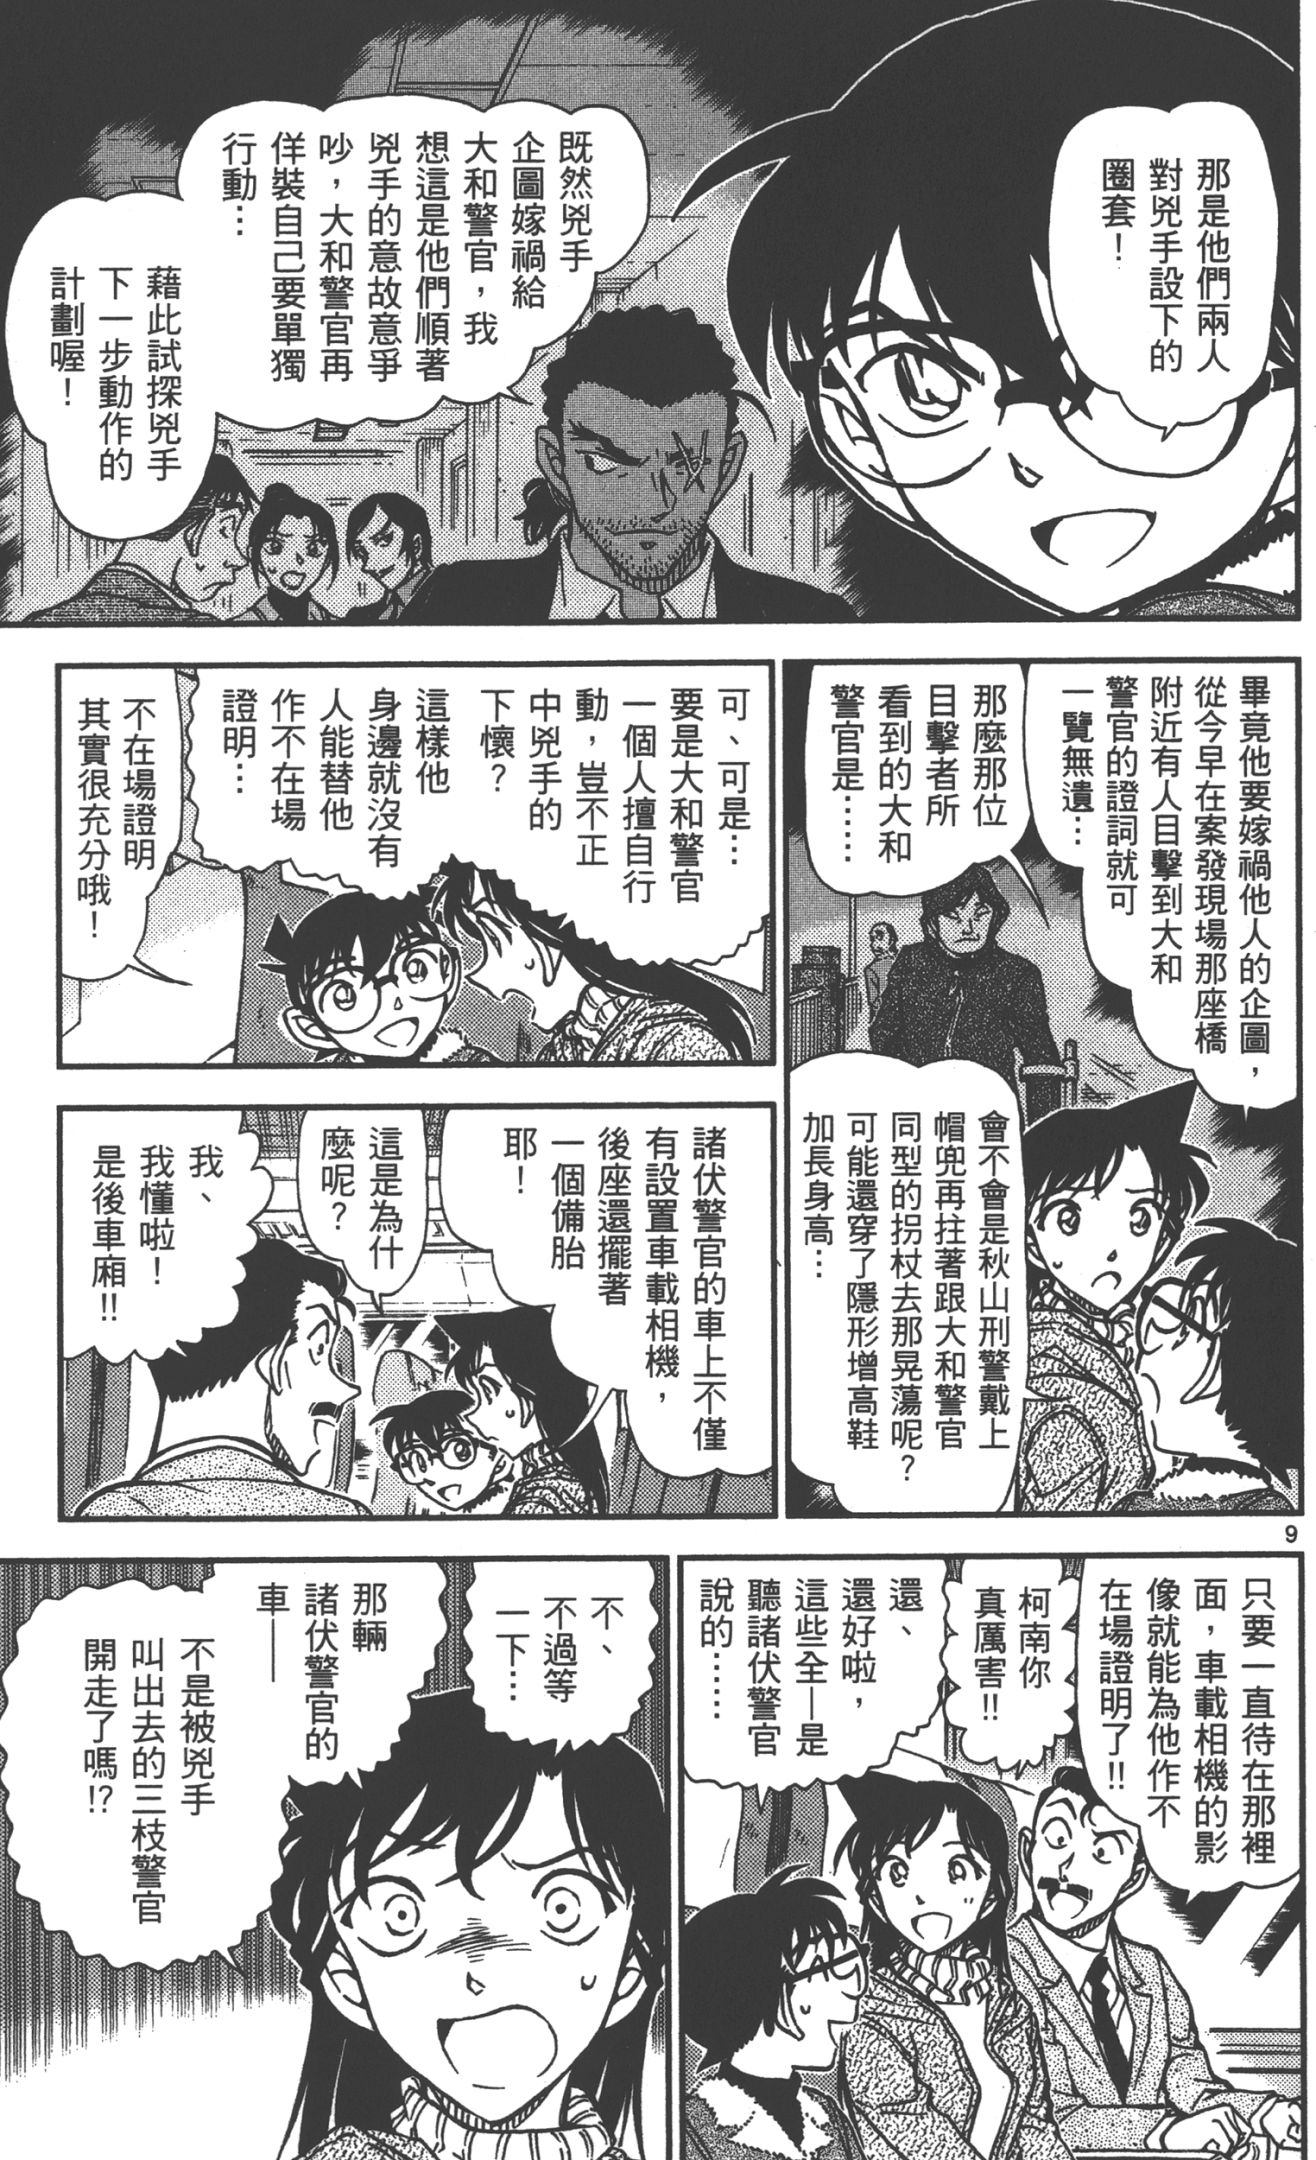 那是他們兩人
對兇手設下的
圈套！
既然兇手
企圖嫁禍給
大和警官，我
想這是他們順著
兇手的意故意爭
吵，大和警官再
佯裝自己要單獨
行動…
藉此試探兇手
下一步動作的
計劃喔！
畢竟他要嫁禍他人的企圖，
從今早在案發現場那座橋
附近有人目擊到大和
警官的證詞就可
一覽無遺…
那麼那位
目擊者所
看到的大和
警官是……
會不會是秋山刑警戴上
帽兜再拄著跟大和警官
同型的拐杖去那晃蕩呢？
可能還穿了隱形增高鞋
加長身高…
可、可是…
要是大和警官
一個人擅自行
動，豈不正
中兇手的
下懷？
這樣他
身邊就沒有
人能替他
作不在場
證明…
不在場證明
其實很充分哦！
諸伏警官的車上不僅
有設置車載相機，
後座還擺著
一個備胎
耶！
這是為什
麼呢？
我、
我懂啦！
是後車廂!!
9
只要一直待在那裡
面，車載相機的影
像就能為他作不
在場證明了!!
柯南你
真厲害!!
還、
還好啦，
這些全—是
聽諸伏警官
說的……
不、
不過等
一下…
那輛
諸伏警官的
車——
不是被兇手
叫出去的三枝警官
開走了嗎!?